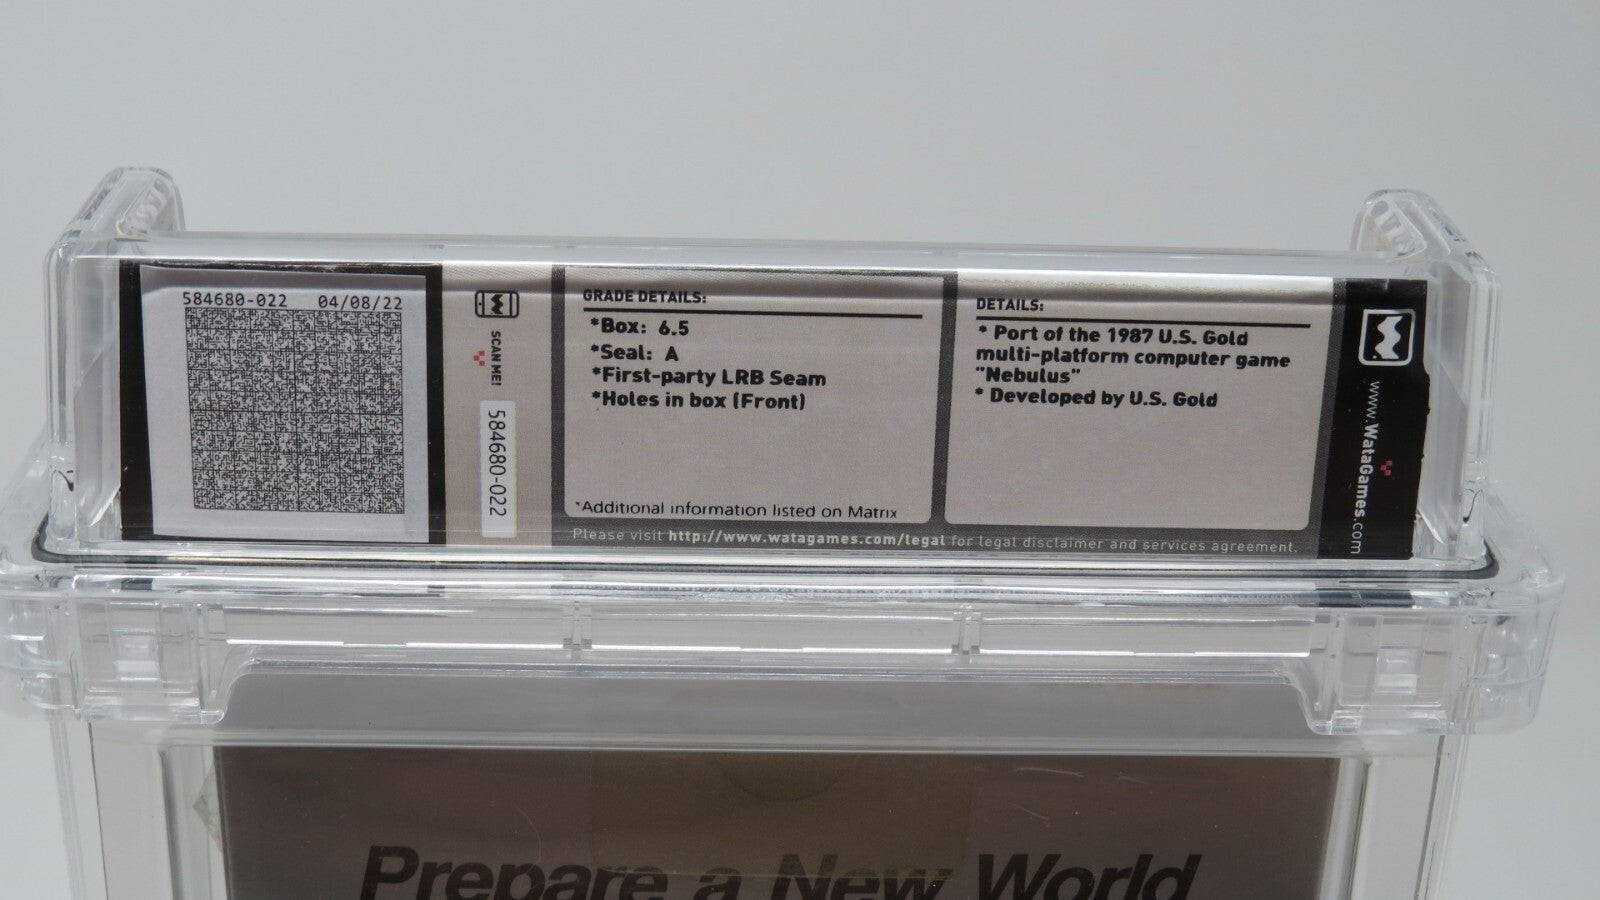 584680-022 04/08/22
SCAN ME!
584680-022
GRADE DETAILS:
*Box: 6.5
*Seal: A
*First-party LRB Seam
*Holes in box (Front)
*Additional information listed on Matrix
DETAILS:
* Port of the 1987 U.S. Gold
multi-platform computer game
"Nebulus"
* Developed by U.S. Gold
Please visit http://www.watagames.com/legal for legal disclaimer and services agreement.
www.WataGames.com
Prepare a New World